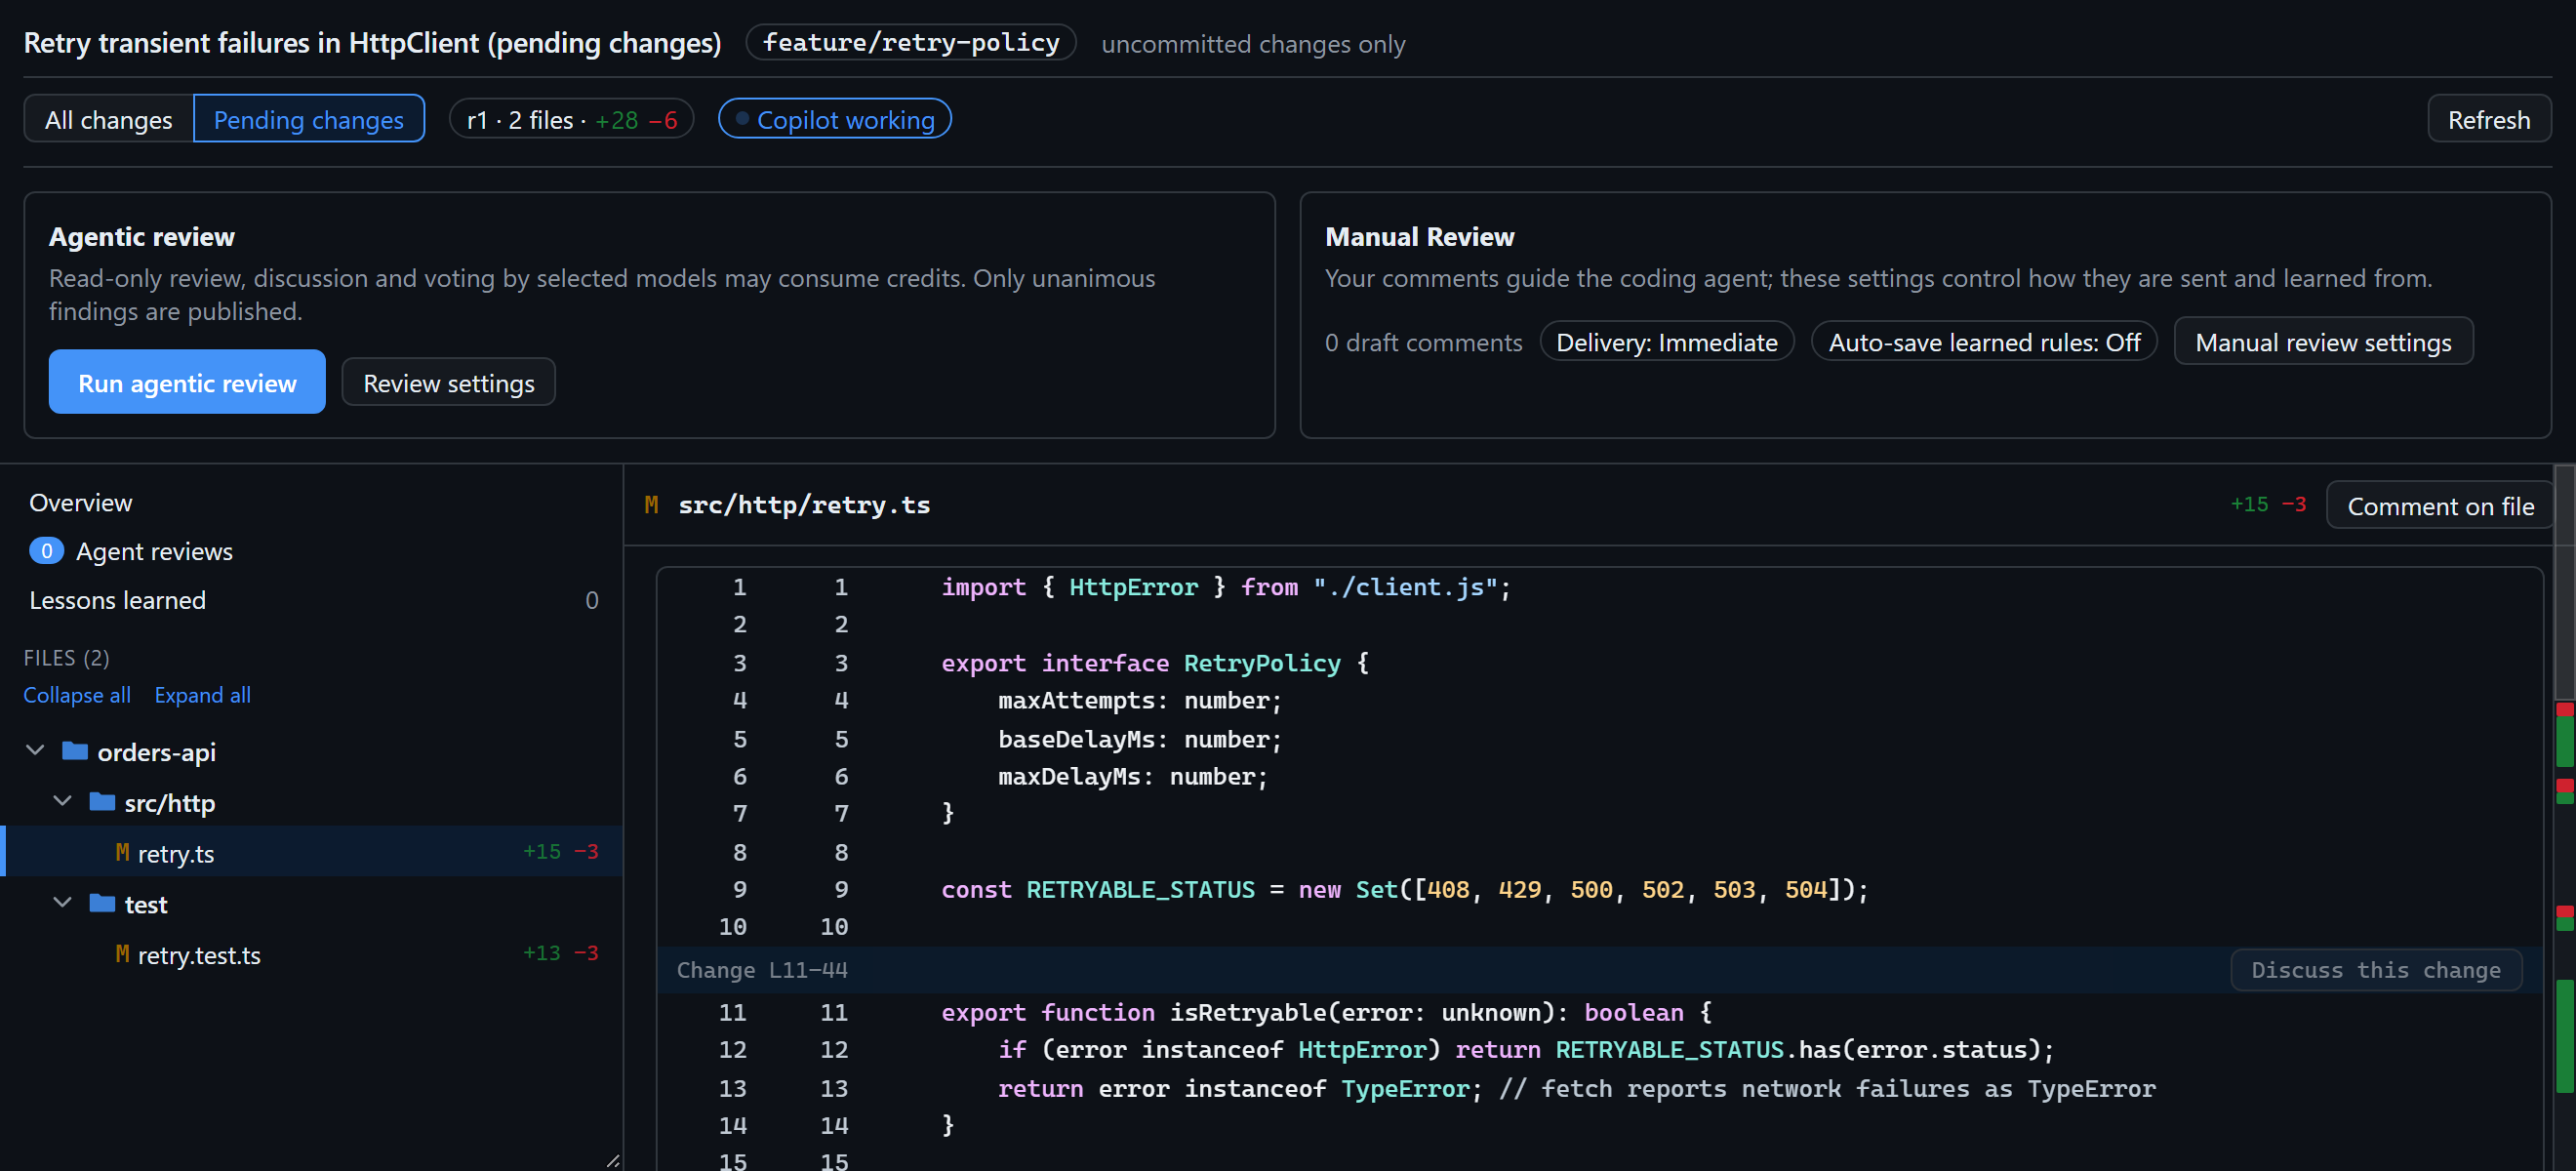 Retry transient failures in HttpClient (pending changes) feature/retry-policy uncommitted changes only
All changes Pending changes r1 · 2 files · +28 −6 Copilot working Refresh
Agentic review
Read-only review, discussion and voting by selected models may consume credits. Only unanimous
findings are published.
Run agentic review Review settings
Manual Review
Your comments guide the coding agent; these settings control how they are sent and learned from.
0 draft comments Delivery: Immediate Auto-save learned rules: Off Manual review settings
Overview
0 Agent reviews
Lessons learned 0
FILES (2)
Collapse all Expand all
orders-api
src/http
M retry.ts +15 −3
test
M retry.test.ts +13 −3
M src/http/retry.ts +15 −3 Comment on file
1 1 import { HttpError } from "./client.js";
2 2
3 3 export interface RetryPolicy {
4 4 maxAttempts: number;
5 5 baseDelayMs: number;
6 6 maxDelayMs: number;
7 7 }
8 8
9 9 const RETRYABLE_STATUS = new Set([408, 429, 500, 502, 503, 504]);
10 10
Change L11–44 Discuss this change
11 11 export function isRetryable(error: unknown): boolean {
12 12 if (error instanceof HttpError) return RETRYABLE_STATUS.has(error.status);
13 13 return error instanceof TypeError; // fetch reports network failures as TypeError
14 14 }
15 15